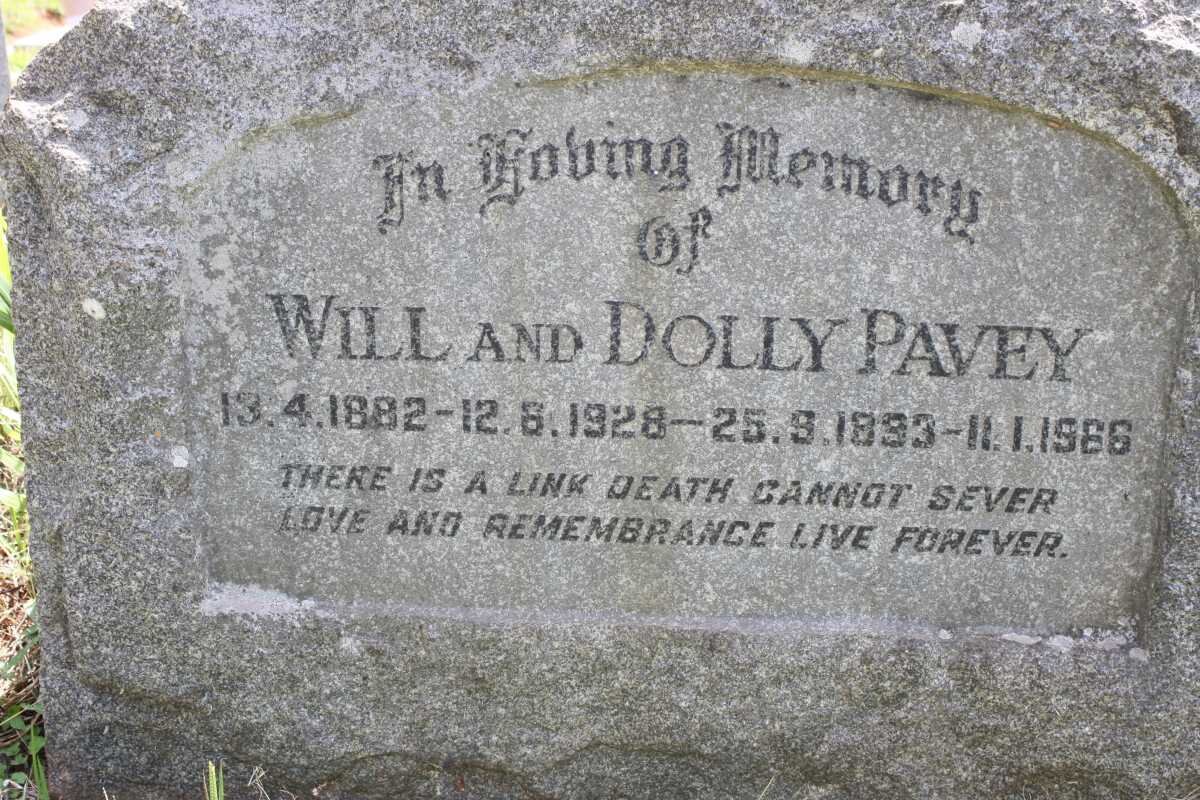 In Loving Memory
Of
WILL AND DOLLY PAVEY
13.4.1882-12.6.1928-25.9.1893-11.1.1966
THERE IS A LINK DEATH CANNOT SEVER
LOVE AND REMEMBRANCE LIVE FOREVER.